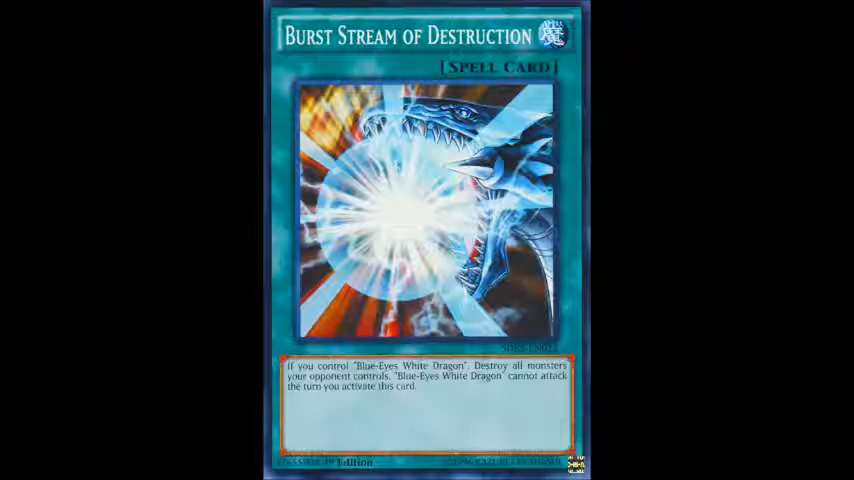 BURST STREAM OF DESTRUCTION
[SPELL CARD]
If you control "Blue-Eyes White Dragon": Destroy all monsters
your opponent controls. "Blue-Eyes White Dragon" cannot attack
the turn you activate this card.
Edition